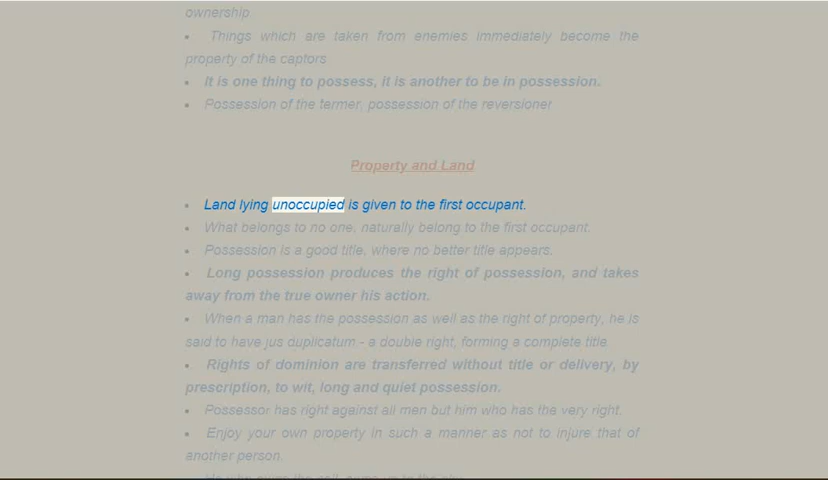 ownership
• Things which are taken from enemies immediately become the
property of the captors
• It is one thing to possess, it is another to be in possession.
• Possession of the termer, possession of the reversioner
Property and Land
• Land lying unoccupied is given to the first occupant.
• What belongs to no one, naturally belong to the first occupant.
• Possession is a good title, where no better title appears.
• Long possession produces the right of possession, and takes
away from the true owner his action.
• When a man has the possession as well as the right of property, he is
said to have jus duplicatum - a double right, forming a complete title
• Rights of dominion are transferred without title or delivery, by
prescription, to wit, long and quiet possession.
• Possessor has right against all men but him who has the very right.
• Enjoy your own property in such a manner as not to injure that of
another person.